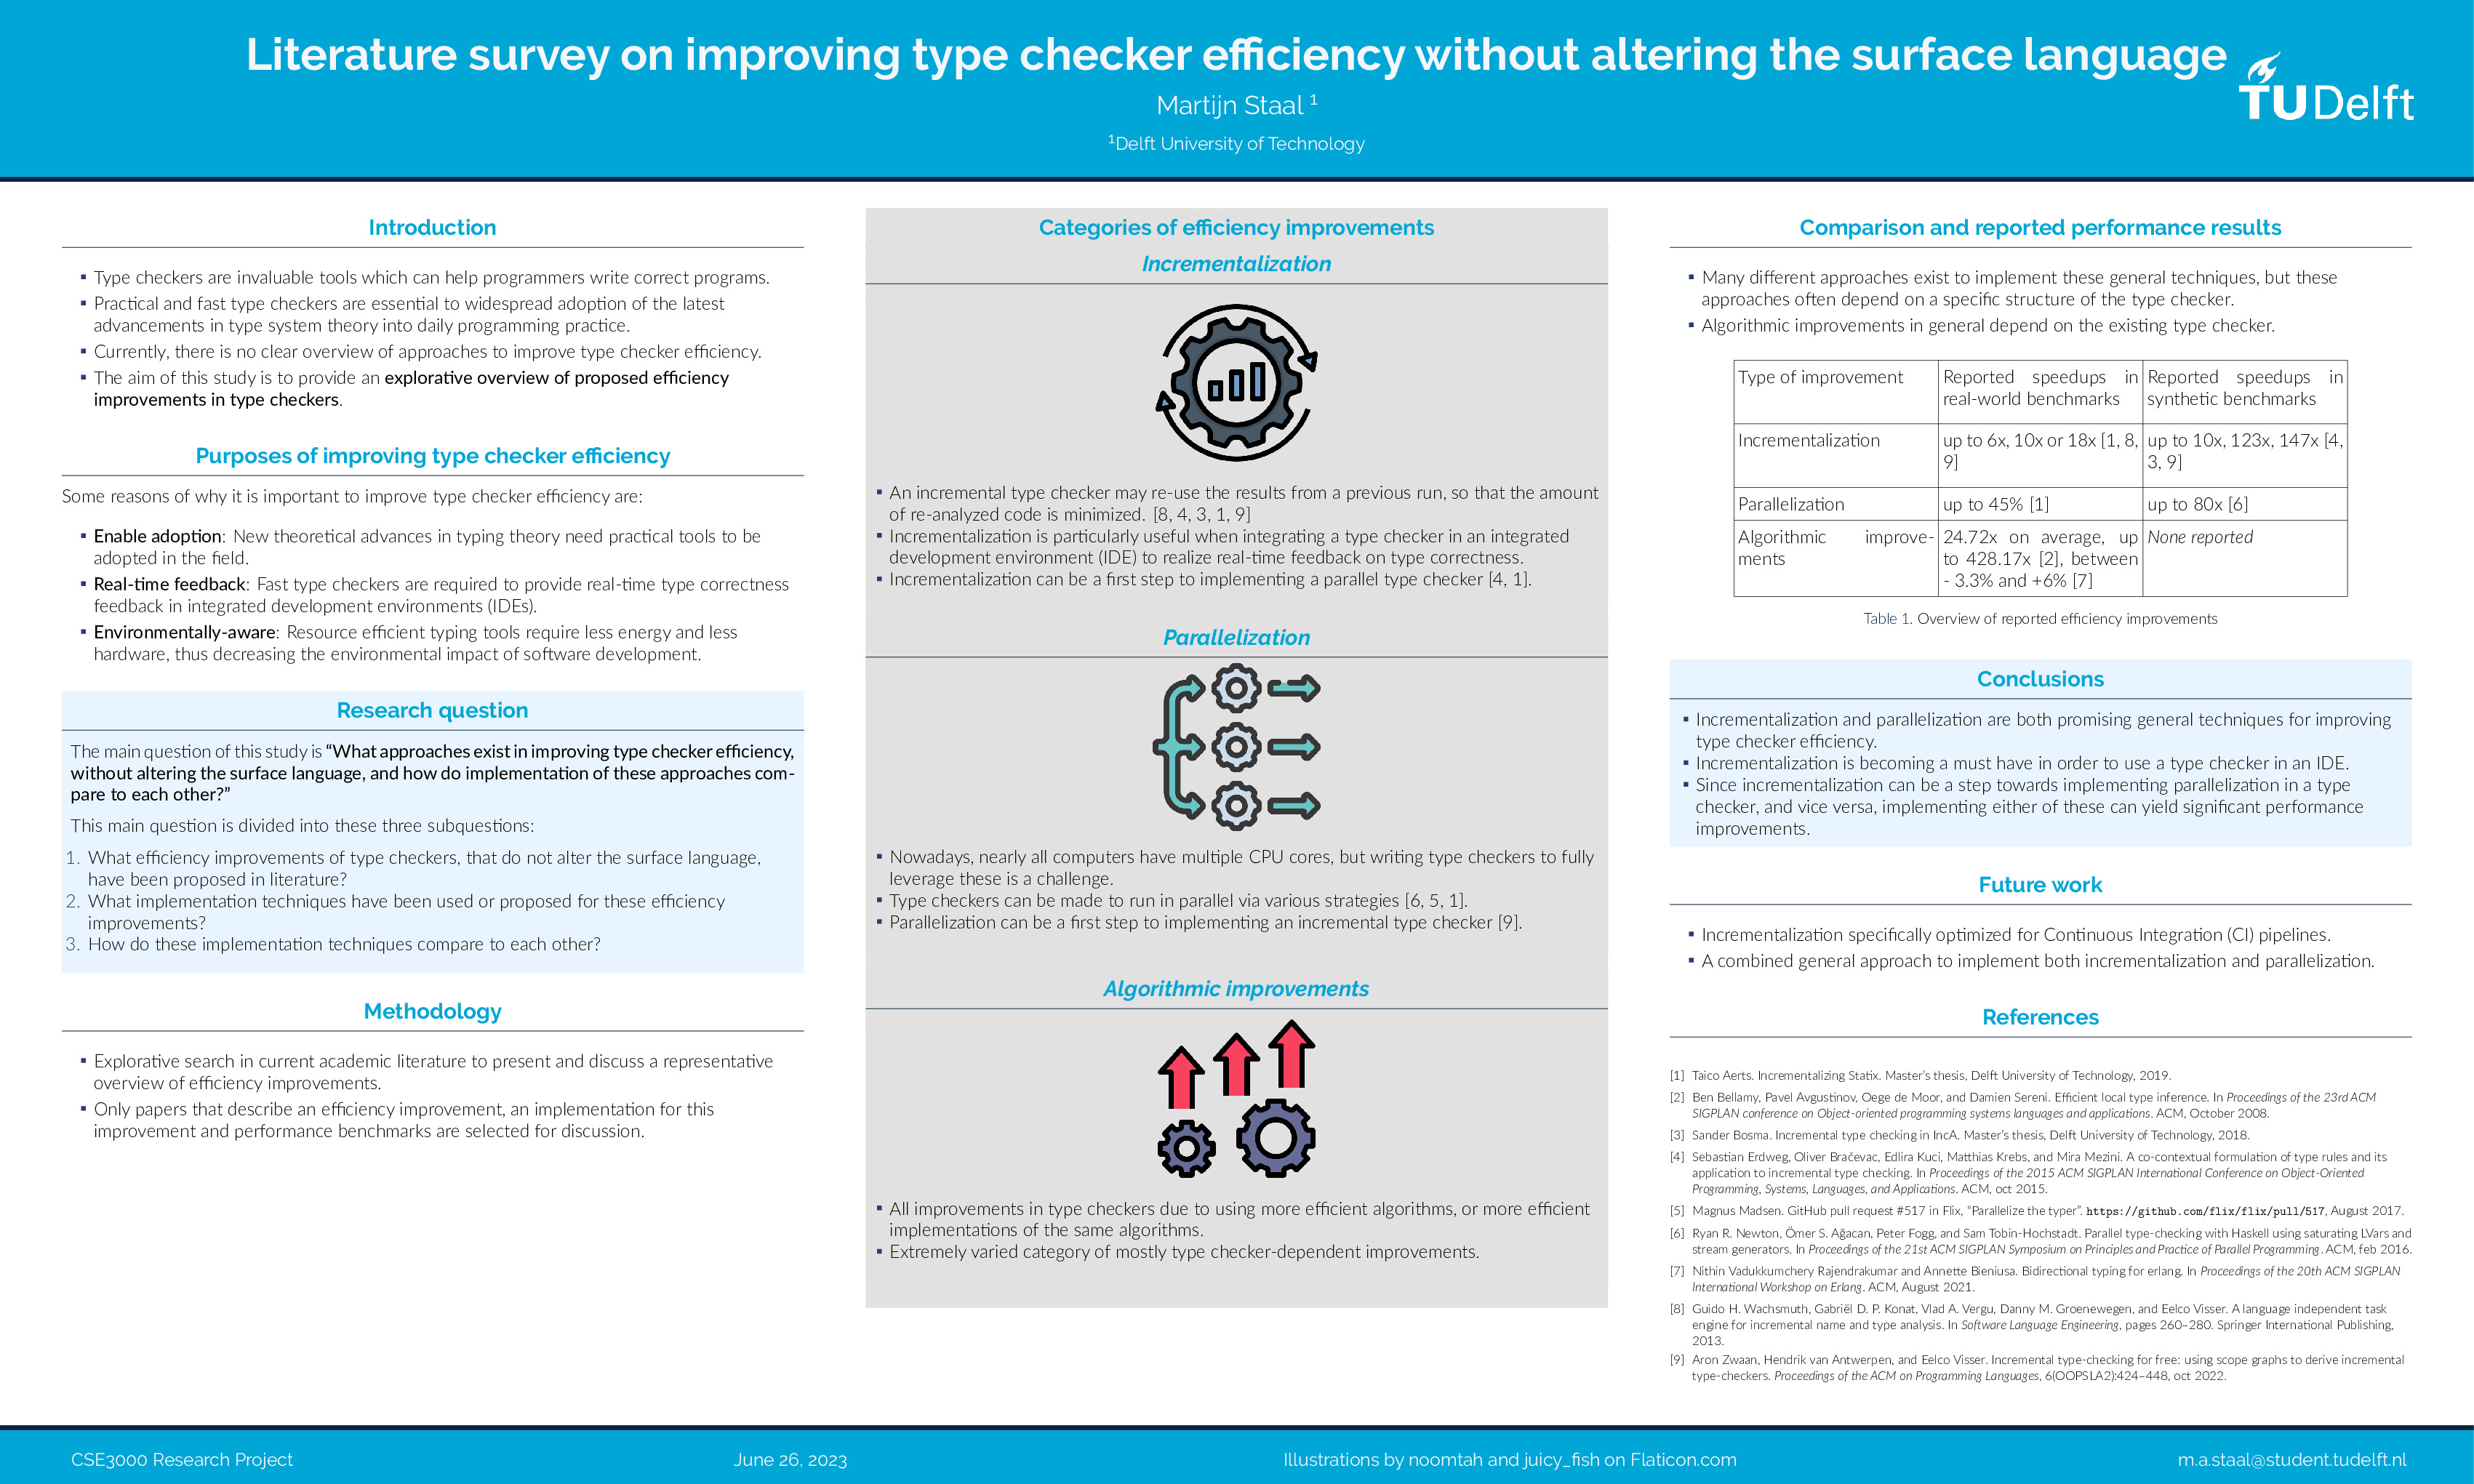 Literature survey on improving type checker efficiency without altering the surface language
Martijn Staal ¹
¹Delft University of Technology
TUDelft
Introduction
▪ Type checkers are invaluable tools which can help programmers write correct programs.
▪ Practical and fast type checkers are essential to widespread adoption of the latest
advancements in type system theory into daily programming practice.
▪ Currently, there is no clear overview of approaches to improve type checker efficiency.
▪ The aim of this study is to provide an explorative overview of proposed efficiency
improvements in type checkers.
Purposes of improving type checker efficiency
Some reasons of why it is important to improve type checker efficiency are:
▪ Enable adoption: New theoretical advances in typing theory need practical tools to be
adopted in the field.
▪ Real-time feedback: Fast type checkers are required to provide real-time type correctness
feedback in integrated development environments (IDEs).
▪ Environmentally-aware: Resource efficient typing tools require less energy and less
hardware, thus decreasing the environmental impact of software development.
Research question
The main question of this study is “What approaches exist in improving type checker efficiency,
without altering the surface language, and how do implementation of these approaches com-
pare to each other?”
This main question is divided into these three subquestions:
1. What efficiency improvements of type checkers, that do not alter the surface language,
have been proposed in literature?
2. What implementation techniques have been used or proposed for these efficiency
improvements?
3. How do these implementation techniques compare to each other?
Methodology
▪ Explorative search in current academic literature to present and discuss a representative
overview of efficiency improvements.
▪ Only papers that describe an efficiency improvement, an implementation for this
improvement and performance benchmarks are selected for discussion.
Categories of efficiency improvements
Incrementalization
▪ An incremental type checker may re-use the results from a previous run, so that the amount
of re-analyzed code is minimized. [8, 4, 3, 1, 9]
▪ Incrementalization is particularly useful when integrating a type checker in an integrated
development environment (IDE) to realize real-time feedback on type correctness.
▪ Incrementalization can be a first step to implementing a parallel type checker [4, 1].
Parallelization
▪ Nowadays, nearly all computers have multiple CPU cores, but writing type checkers to fully
leverage these is a challenge.
▪ Type checkers can be made to run in parallel via various strategies [6, 5, 1].
▪ Parallelization can be a first step to implementing an incremental type checker [9].
Algorithmic improvements
▪ All improvements in type checkers due to using more efficient algorithms, or more efficient
implementations of the same algorithms.
▪ Extremely varied category of mostly type checker-dependent improvements.
Comparison and reported performance results
▪ Many different approaches exist to implement these general techniques, but these
approaches often depend on a specific structure of the type checker.
▪ Algorithmic improvements in general depend on the existing type checker.
Type of improvement
Reported speedups in
real-world benchmarks
Reported speedups in
synthetic benchmarks
Incrementalization
up to 6x, 10x or 18x [1, 8,
9]
up to 10x, 123x, 147x [4,
3, 9]
Parallelization
up to 45% [1]
up to 80x [6]
Algorithmic improve-
ments
24.72x on average, up
to 428.17x [2], between
- 3.3% and +6% [7]
None reported
Table 1. Overview of reported efficiency improvements
Conclusions
▪ Incrementalization and parallelization are both promising general techniques for improving
type checker efficiency.
▪ Incrementalization is becoming a must have in order to use a type checker in an IDE.
▪ Since incrementalization can be a step towards implementing parallelization in a type
checker, and vice versa, implementing either of these can yield significant performance
improvements.
Future work
▪ Incrementalization specifically optimized for Continuous Integration (CI) pipelines.
▪ A combined general approach to implement both incrementalization and parallelization.
References
[1] Taico Aerts. Incrementalizing Statix. Master's thesis, Delft University of Technology, 2019.
[2] Ben Bellamy, Pavel Avgustinov, Oege de Moor, and Damien Sereni. Efficient local type inference. In Proceedings of the 23rd ACM
SIGPLAN conference on Object-oriented programming systems languages and applications. ACM, October 2008.
[3] Sander Bosma. Incremental type checking in IncA. Master's thesis, Delft University of Technology, 2018.
[4] Sebastian Erdweg, Oliver Bračevac, Edlira Kuci, Matthias Krebs, and Mira Mezini. A co-contextual formulation of type rules and its
application to incremental type checking. In Proceedings of the 2015 ACM SIGPLAN International Conference on Object-Oriented
Programming, Systems, Languages, and Applications. ACM, oct 2015.
[5] Magnus Madsen. GitHub pull request #517 in Flix, “Parallelize the typer”. https://github.com/flix/flix/pull/517, August 2017.
[6] Ryan R. Newton, Ömer S. Ağacan, Peter Fogg, and Sam Tobin-Hochstadt. Parallel type-checking with Haskell using saturating LVars and
stream generators. In Proceedings of the 21st ACM SIGPLAN Symposium on Principles and Practice of Parallel Programming. ACM, feb 2016.
[7] Nithin Vadukkumchery Rajendrakumar and Annette Bieniusa. Bidirectional typing for erlang. In Proceedings of the 20th ACM SIGPLAN
International Workshop on Erlang. ACM, August 2021.
[8] Guido H. Wachsmuth, Gabriël D. P. Konat, Vlad A. Vergu, Danny M. Groenewegen, and Eelco Visser. A language independent task
engine for incremental name and type analysis. In Software Language Engineering, pages 260–280. Springer International Publishing,
2013.
[9] Aron Zwaan, Hendrik van Antwerpen, and Eelco Visser. Incremental type-checking for free: using scope graphs to derive incremental
type-checkers. Proceedings of the ACM on Programming Languages, 6(OOPSLA2):424–448, oct 2022.
CSE3000 Research Project
June 26, 2023
Illustrations by noomtah and juicy_fish on Flaticon.com
m.a.staal@student.tudelft.nl